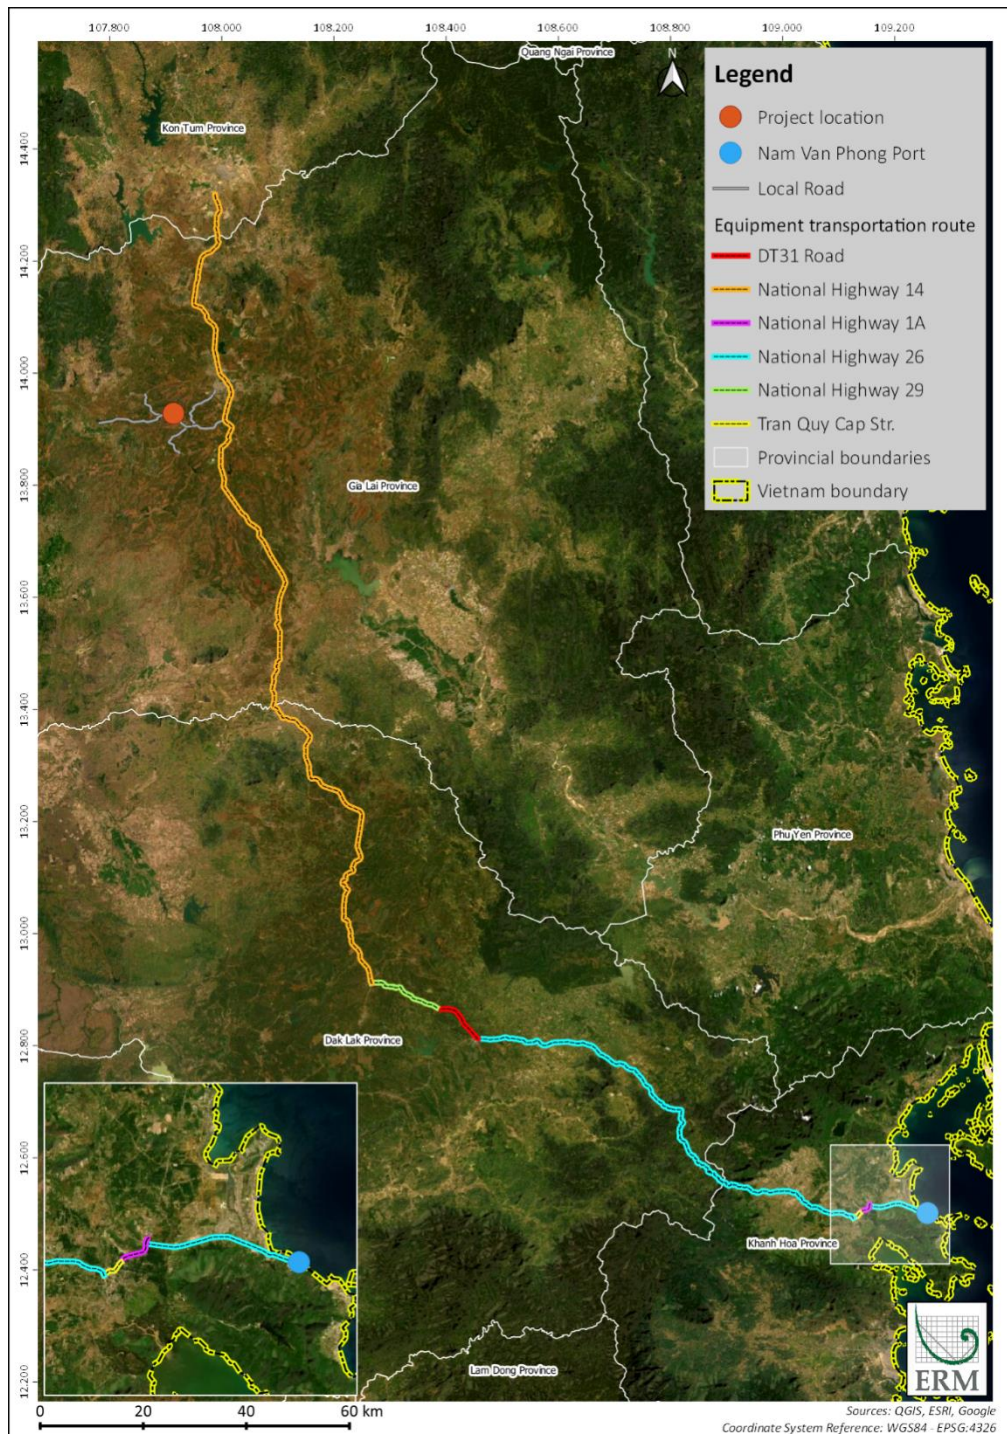 107.800 108.000 108.200 108.400 108.600 108.800 109.000 109.200
Quang Ngai Province
N
Kon Tum Province
Legend
Project location
Nam Van Phong Port
Local Road
Equipment transportation route
DT31 Road
National Highway 14
National Highway 1A
National Highway 26
National Highway 29
Tran Quy Cap Str.
Provincial boundaries
Vietnam boundary
14.400
14.200
14.000
13.800
13.600
13.400
13.200
13.000
12.800
12.600
12.400
12.200
Gia Lai Province
Phu Yen Province
Dak Lak Province
Khanh Hoa Province
Lam Dong Province
ERM
0 20 40 60 km
Sources: QGIS, ESRI, Google
Coordinate System Reference: WGS84 - EPSG:4326